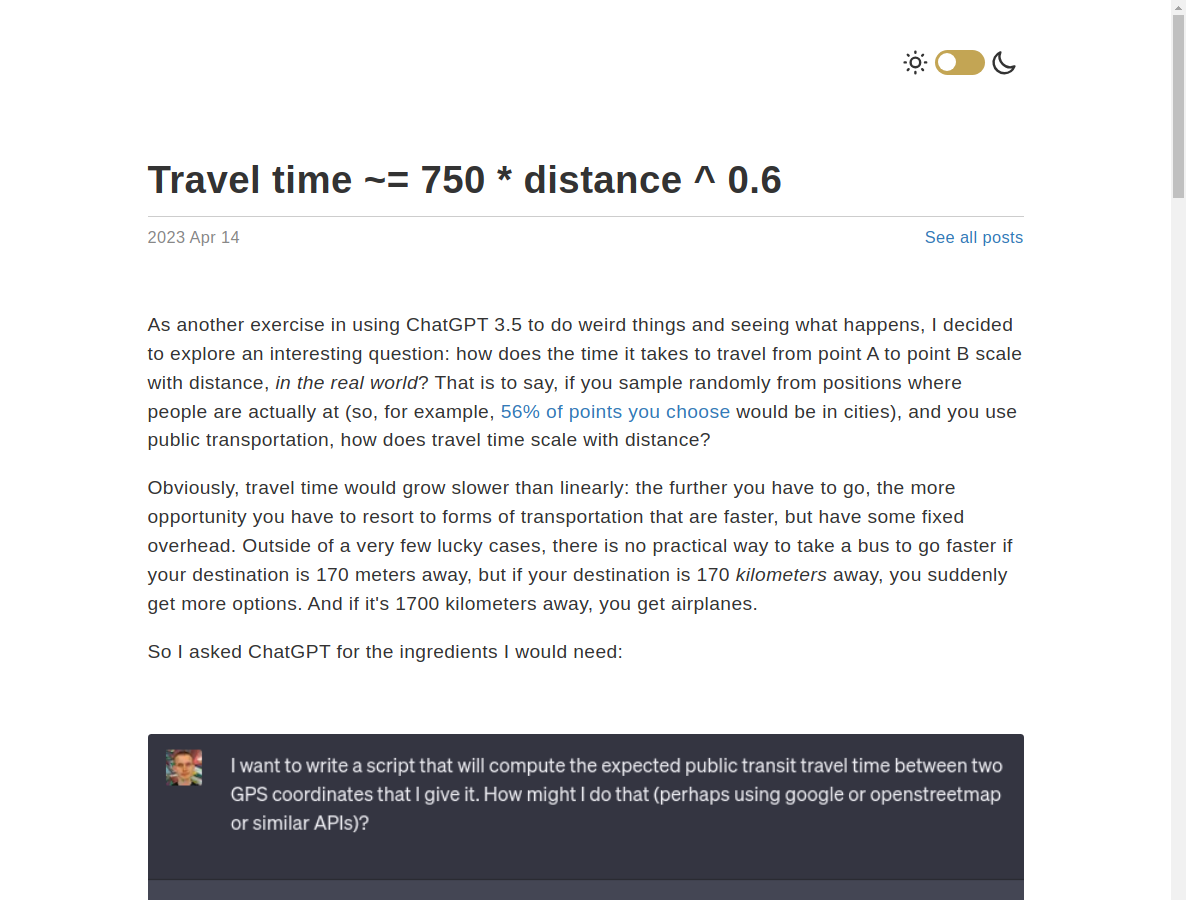 Travel time ~= 750 * distance ^ 0.6
2023 Apr 14
See all posts
As another exercise in using ChatGPT 3.5 to do weird things and seeing what happens, I decided
to explore an interesting question: how does the time it takes to travel from point A to point B scale
with distance, in the real world? That is to say, if you sample randomly from positions where
people are actually at (so, for example, 56% of points you choose would be in cities), and you use
public transportation, how does travel time scale with distance?
Obviously, travel time would grow slower than linearly: the further you have to go, the more
opportunity you have to resort to forms of transportation that are faster, but have some fixed
overhead. Outside of a very few lucky cases, there is no practical way to take a bus to go faster if
your destination is 170 meters away, but if your destination is 170 kilometers away, you suddenly
get more options. And if it's 1700 kilometers away, you get airplanes.
So I asked ChatGPT for the ingredients I would need:
I want to write a script that will compute the expected public transit travel time between two
GPS coordinates that I give it. How might I do that (perhaps using google or openstreetmap
or similar APIs)?